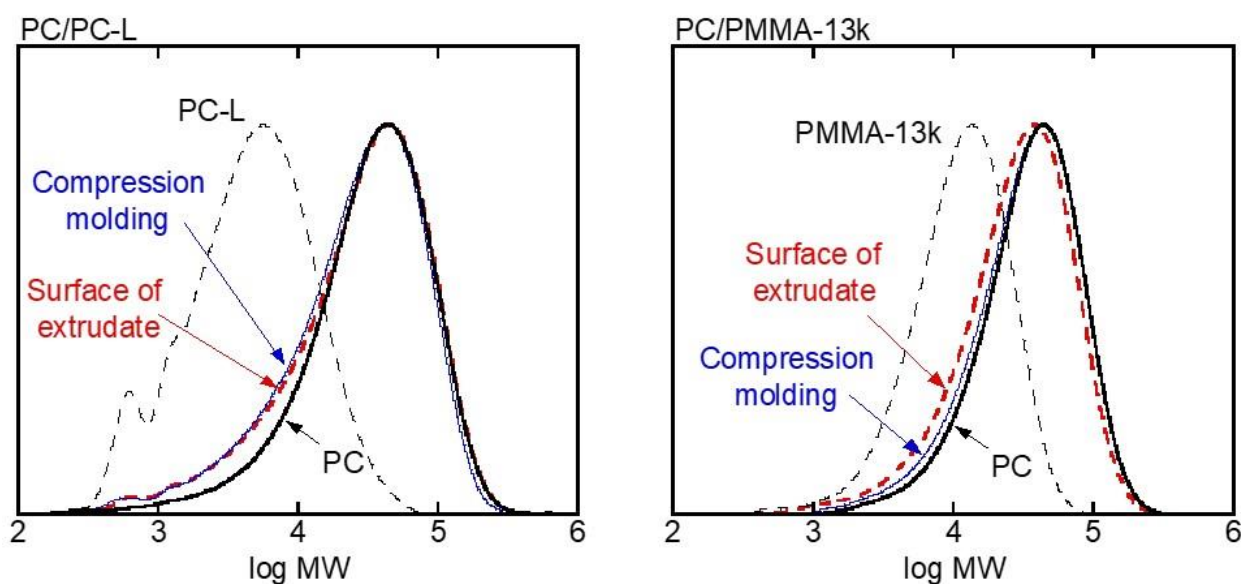 PC/PC-L
PC-L
Compression
molding
Surface of
extrudate
PC
2 3 4 5 6
log MW
PC/PMMA-13k
PMMA-13k
Surface of
extrudate
Compression
molding
PC
2 3 4 5 6
log MW